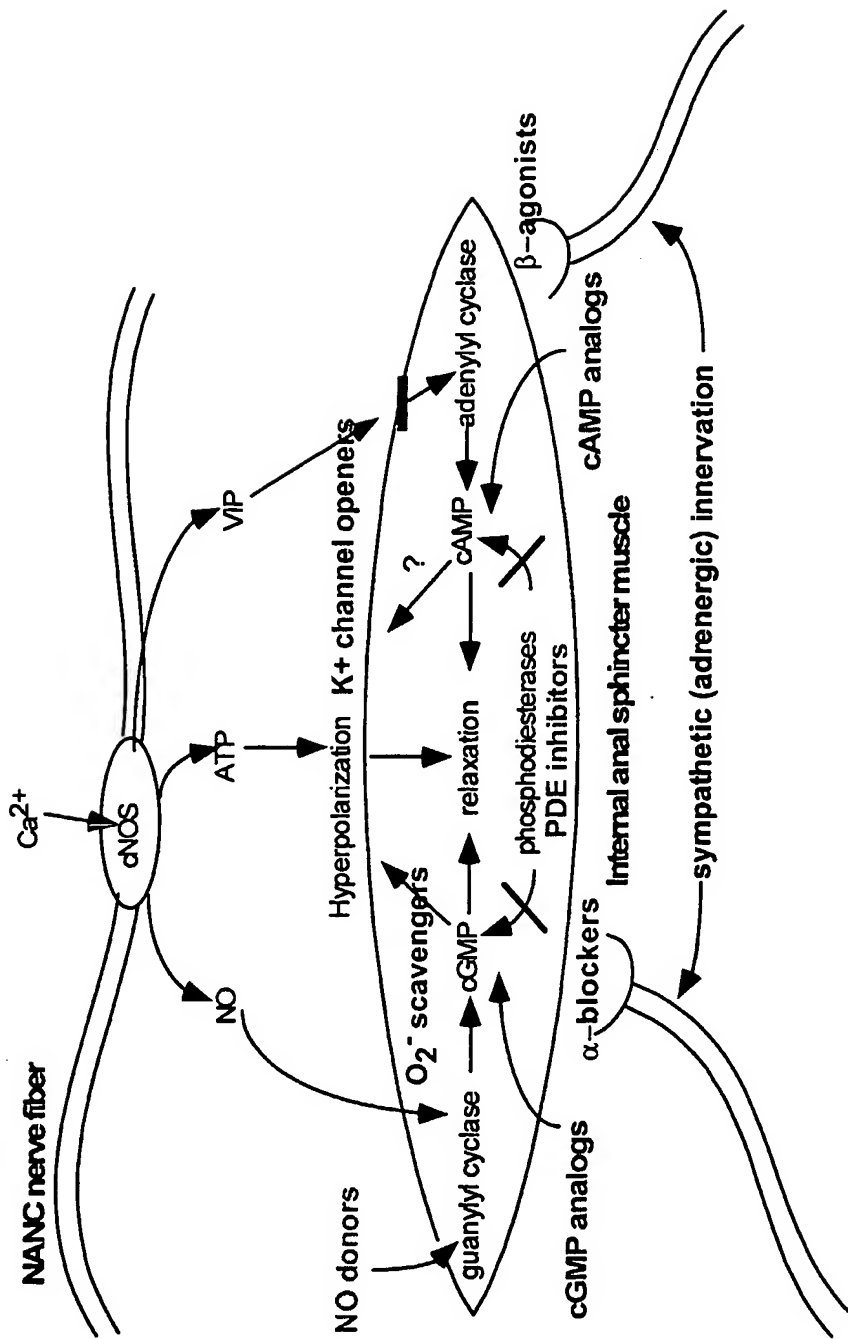 NANC nerve fiber
Ca2+
cNOS
NO
ATP
VIP
NO donors
Hyperpolarization
K+ channel openers
O2- scavengers
?
guanylyl cyclase
cGMP
relaxation
cAMP
adenylyl cyclase
phosphodiesterases
PDE inhibitors
cGMP analogs
α-blockers
Internal anal sphincter muscle
cAMP analogs
β-agonists
sympathetic (adrenergic) innervation